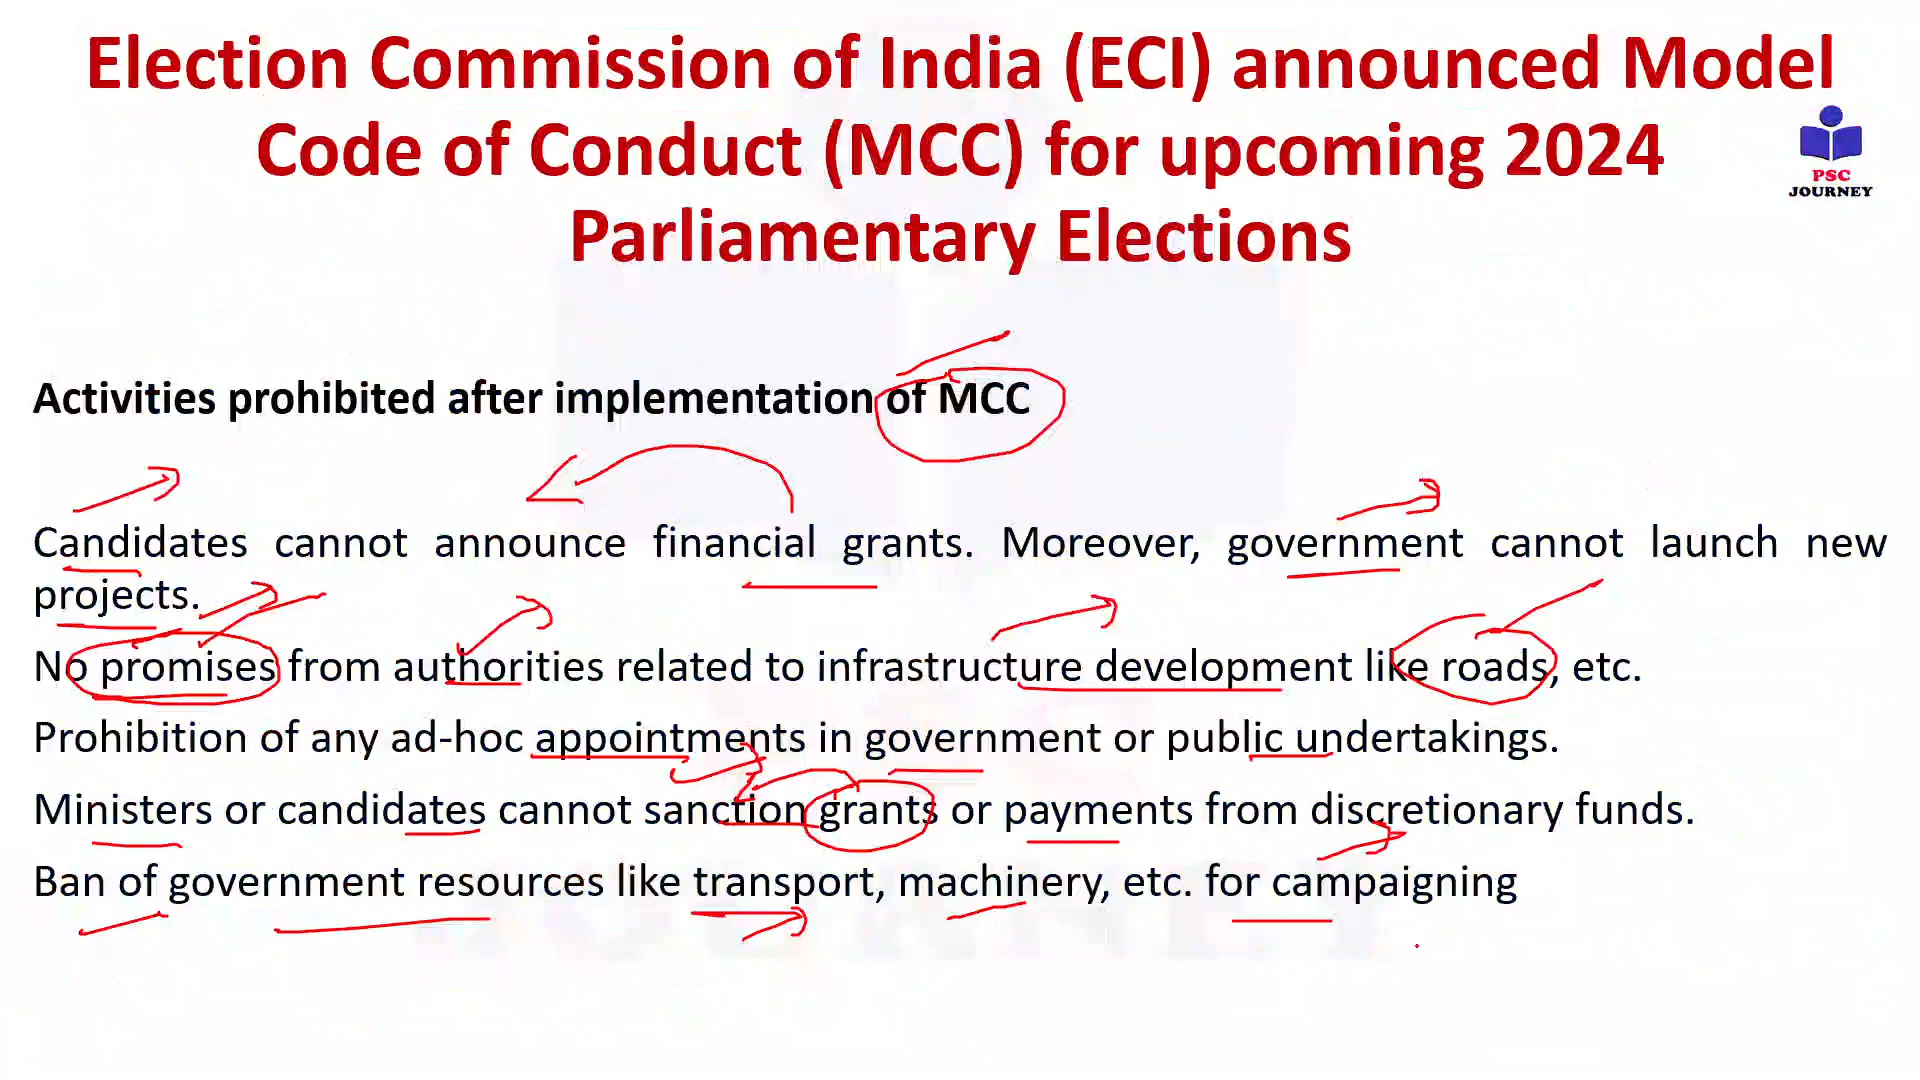 Election Commission of India (ECI) announced Model
Code of Conduct (MCC) for upcoming 2024
Parliamentary Elections
PSC
JOURNEY
Activities prohibited after implementation of MCC
Candidates cannot announce financial grants. Moreover, government cannot launch new
projects.
No promises from authorities related to infrastructure development like roads, etc.
Prohibition of any ad-hoc appointments in government or public undertakings.
Ministers or candidates cannot sanction grants or payments from discretionary funds.
Ban of government resources like transport, machinery, etc. for campaigning